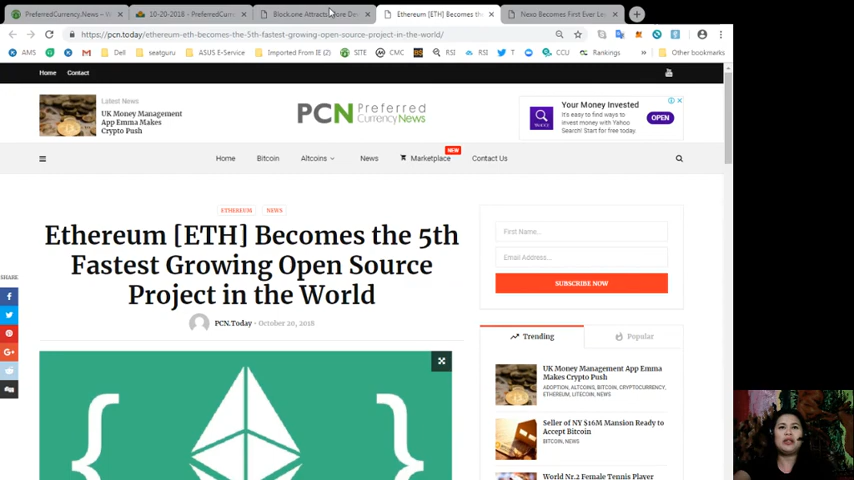 PreferredCurrency.News – W
10-20-2018 - PreferredCurre
Block.one Attracts
Dev
Ethereum [ETH] Becomes the
Nexo Becomes First Ever Le
https://pcn.today/ethereum-eth-becomes-the-5th-fastest-growing-open-source-project-in-the-world/
AMS
seatguru
ASUS E-Service
Imported From IE (2)
SITE
CMC
RSI
RSI
T
CCU
Rankings
»
Other bookmarks
Home
Contact
Latest News
UK Money Management
App Emma Makes
Crypto Push
PCN Preferred
Currency News
Your Money Invested
It's easy to find ways to
invest money with Yahoo
Search! Start for free today.
OPEN
Home
Bitcoin
Altcoins
News
Marketplace
NEW
Contact Us
ETHEREUM
NEWS
Ethereum [ETH] Becomes the 5th
Fastest Growing Open Source
Project in the World
PCN.Today - October 20, 2018
SHARE
First Name...
Email Address...
SUBSCRIBE NOW
Trending
Popular
UK Money Management App Emma
Makes Crypto Push
ADOPTION, ALTCOINS, BITCOIN, CRYPTOCURRENCY,
ETHEREUM, LITECOIN, NEWS
Seller of NY $16M Mansion Ready to
Accept Bitcoin
BITCOIN, NEWS
World Nr.2 Female Tennis Player